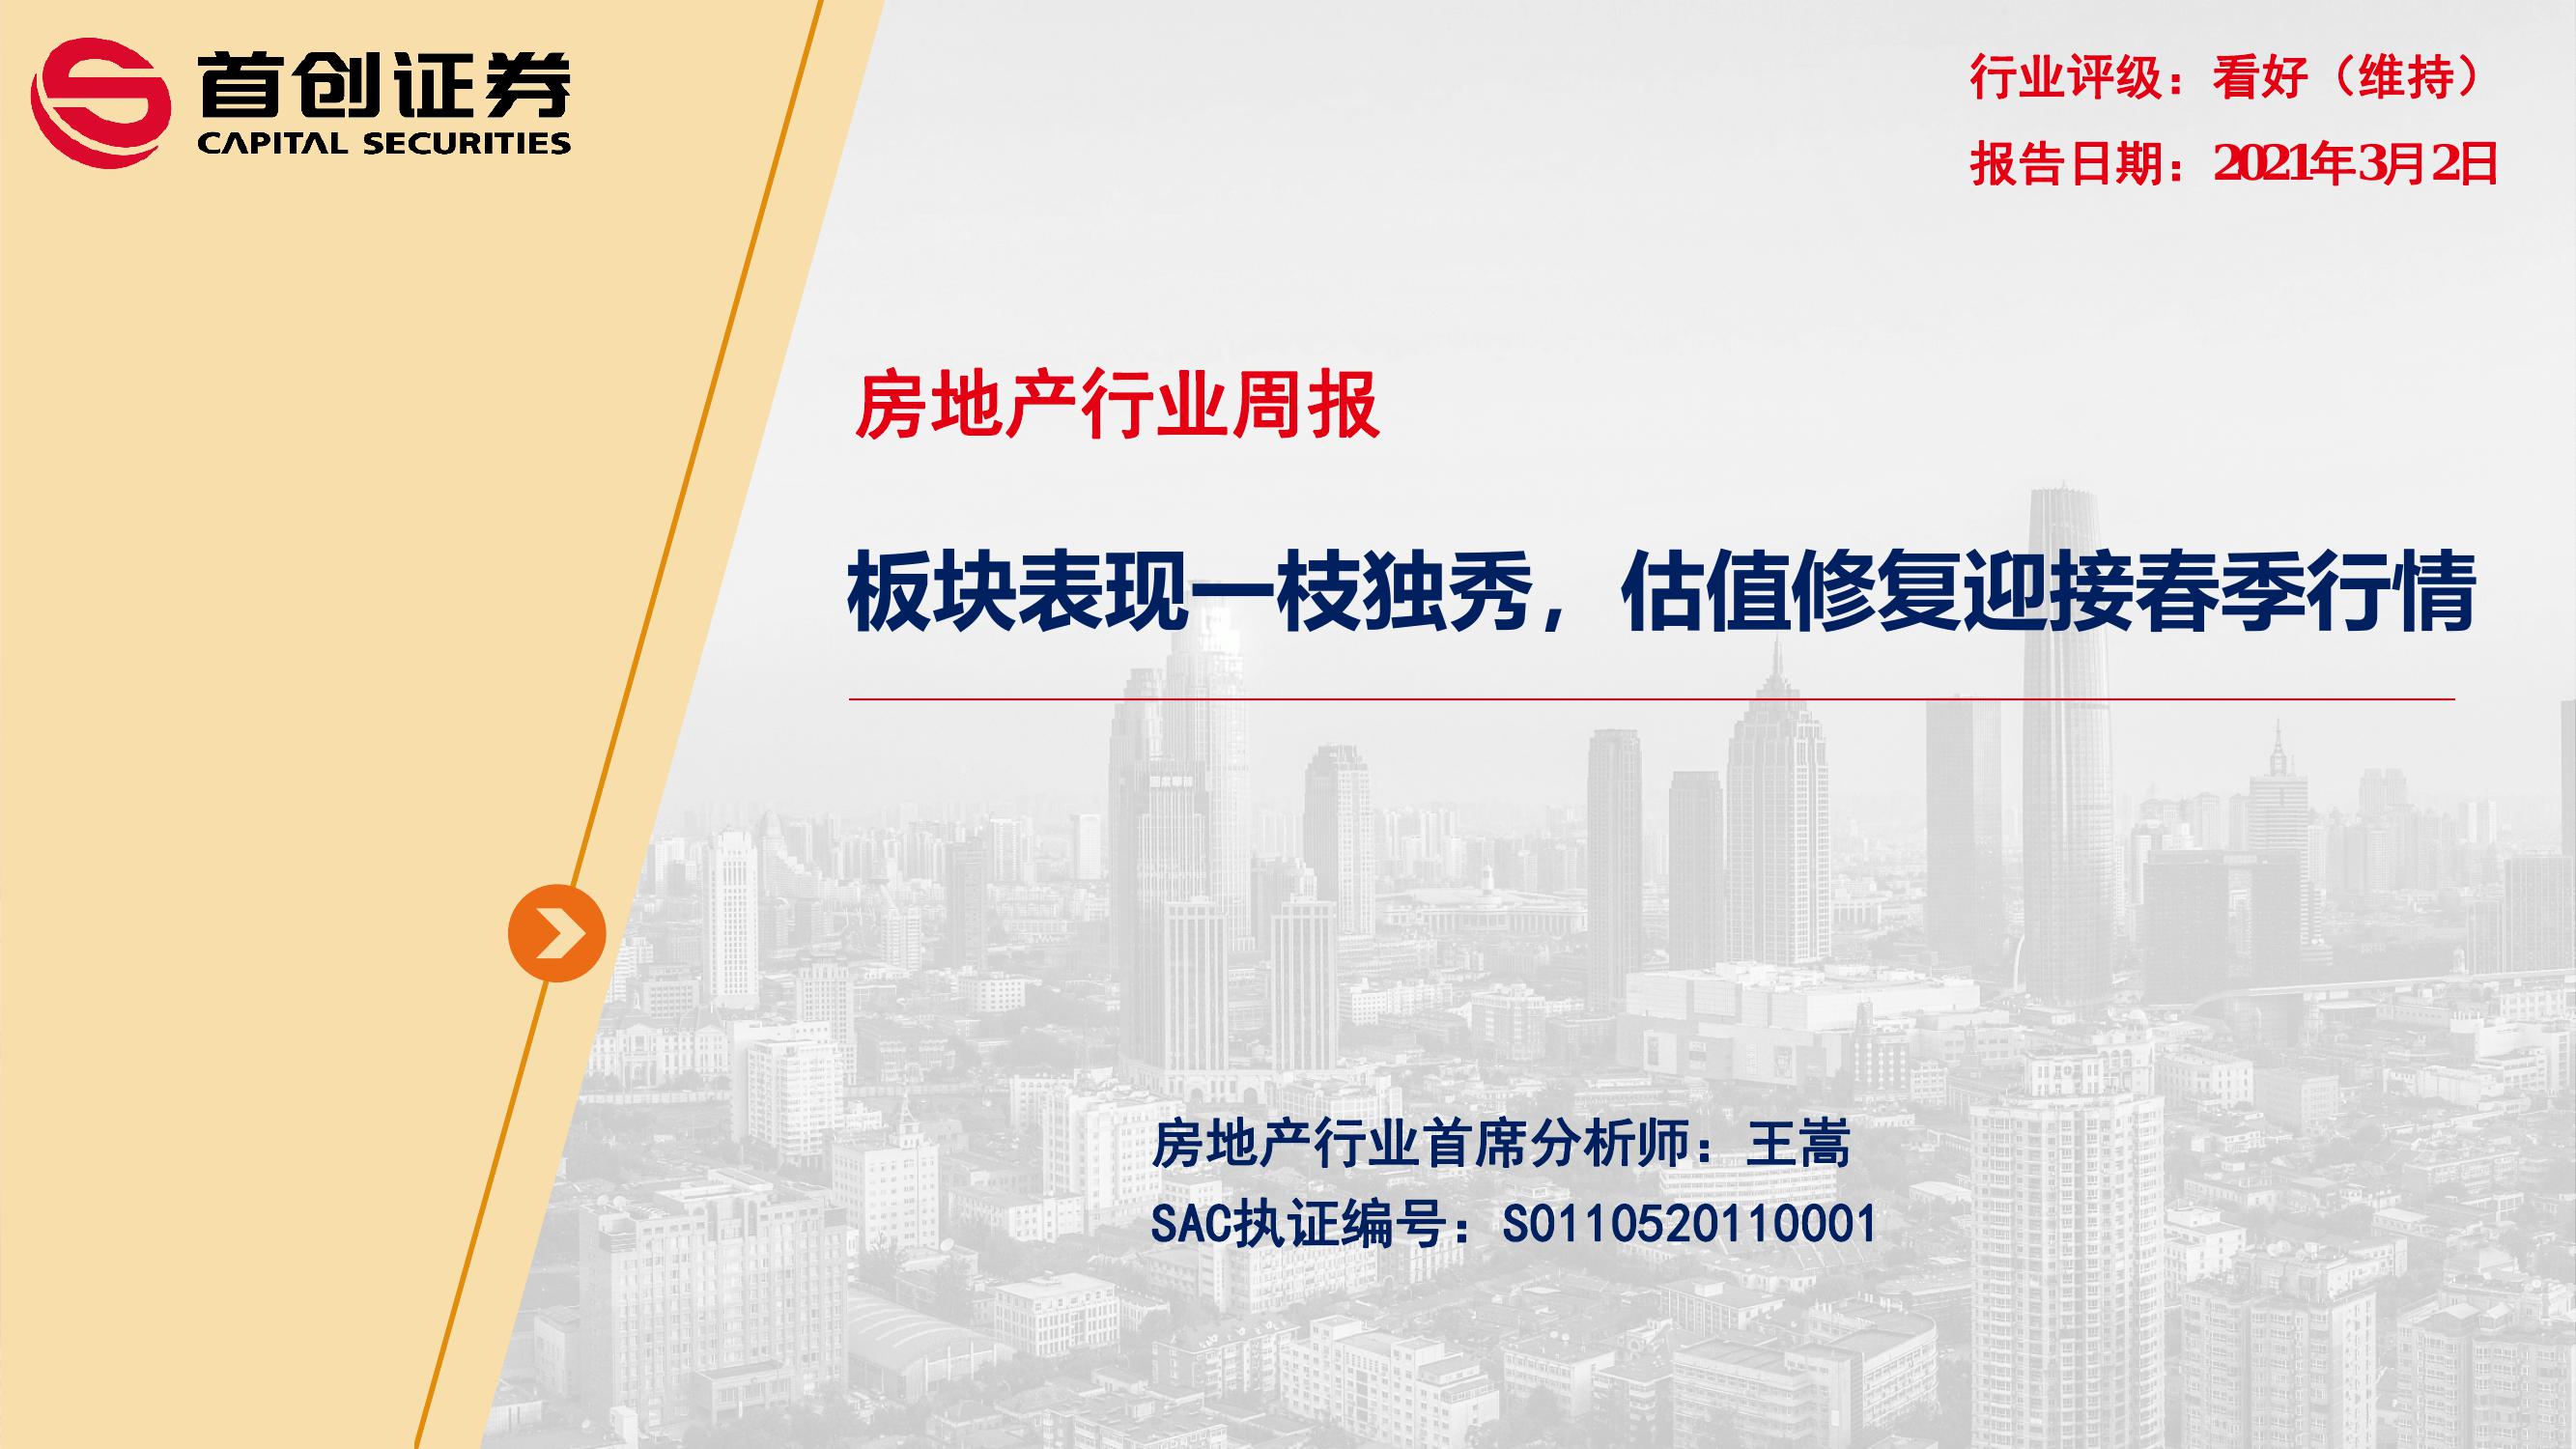 首创证券
CAPITAL SECURITIES
行业评级：看好（维持）
报告日期：2021年3月2日
房地产行业周报
板块表现一枝独秀，估值修复迎接春季行情
房地产行业首席分析师：王嵩
SAC执证编号：S0110520110001